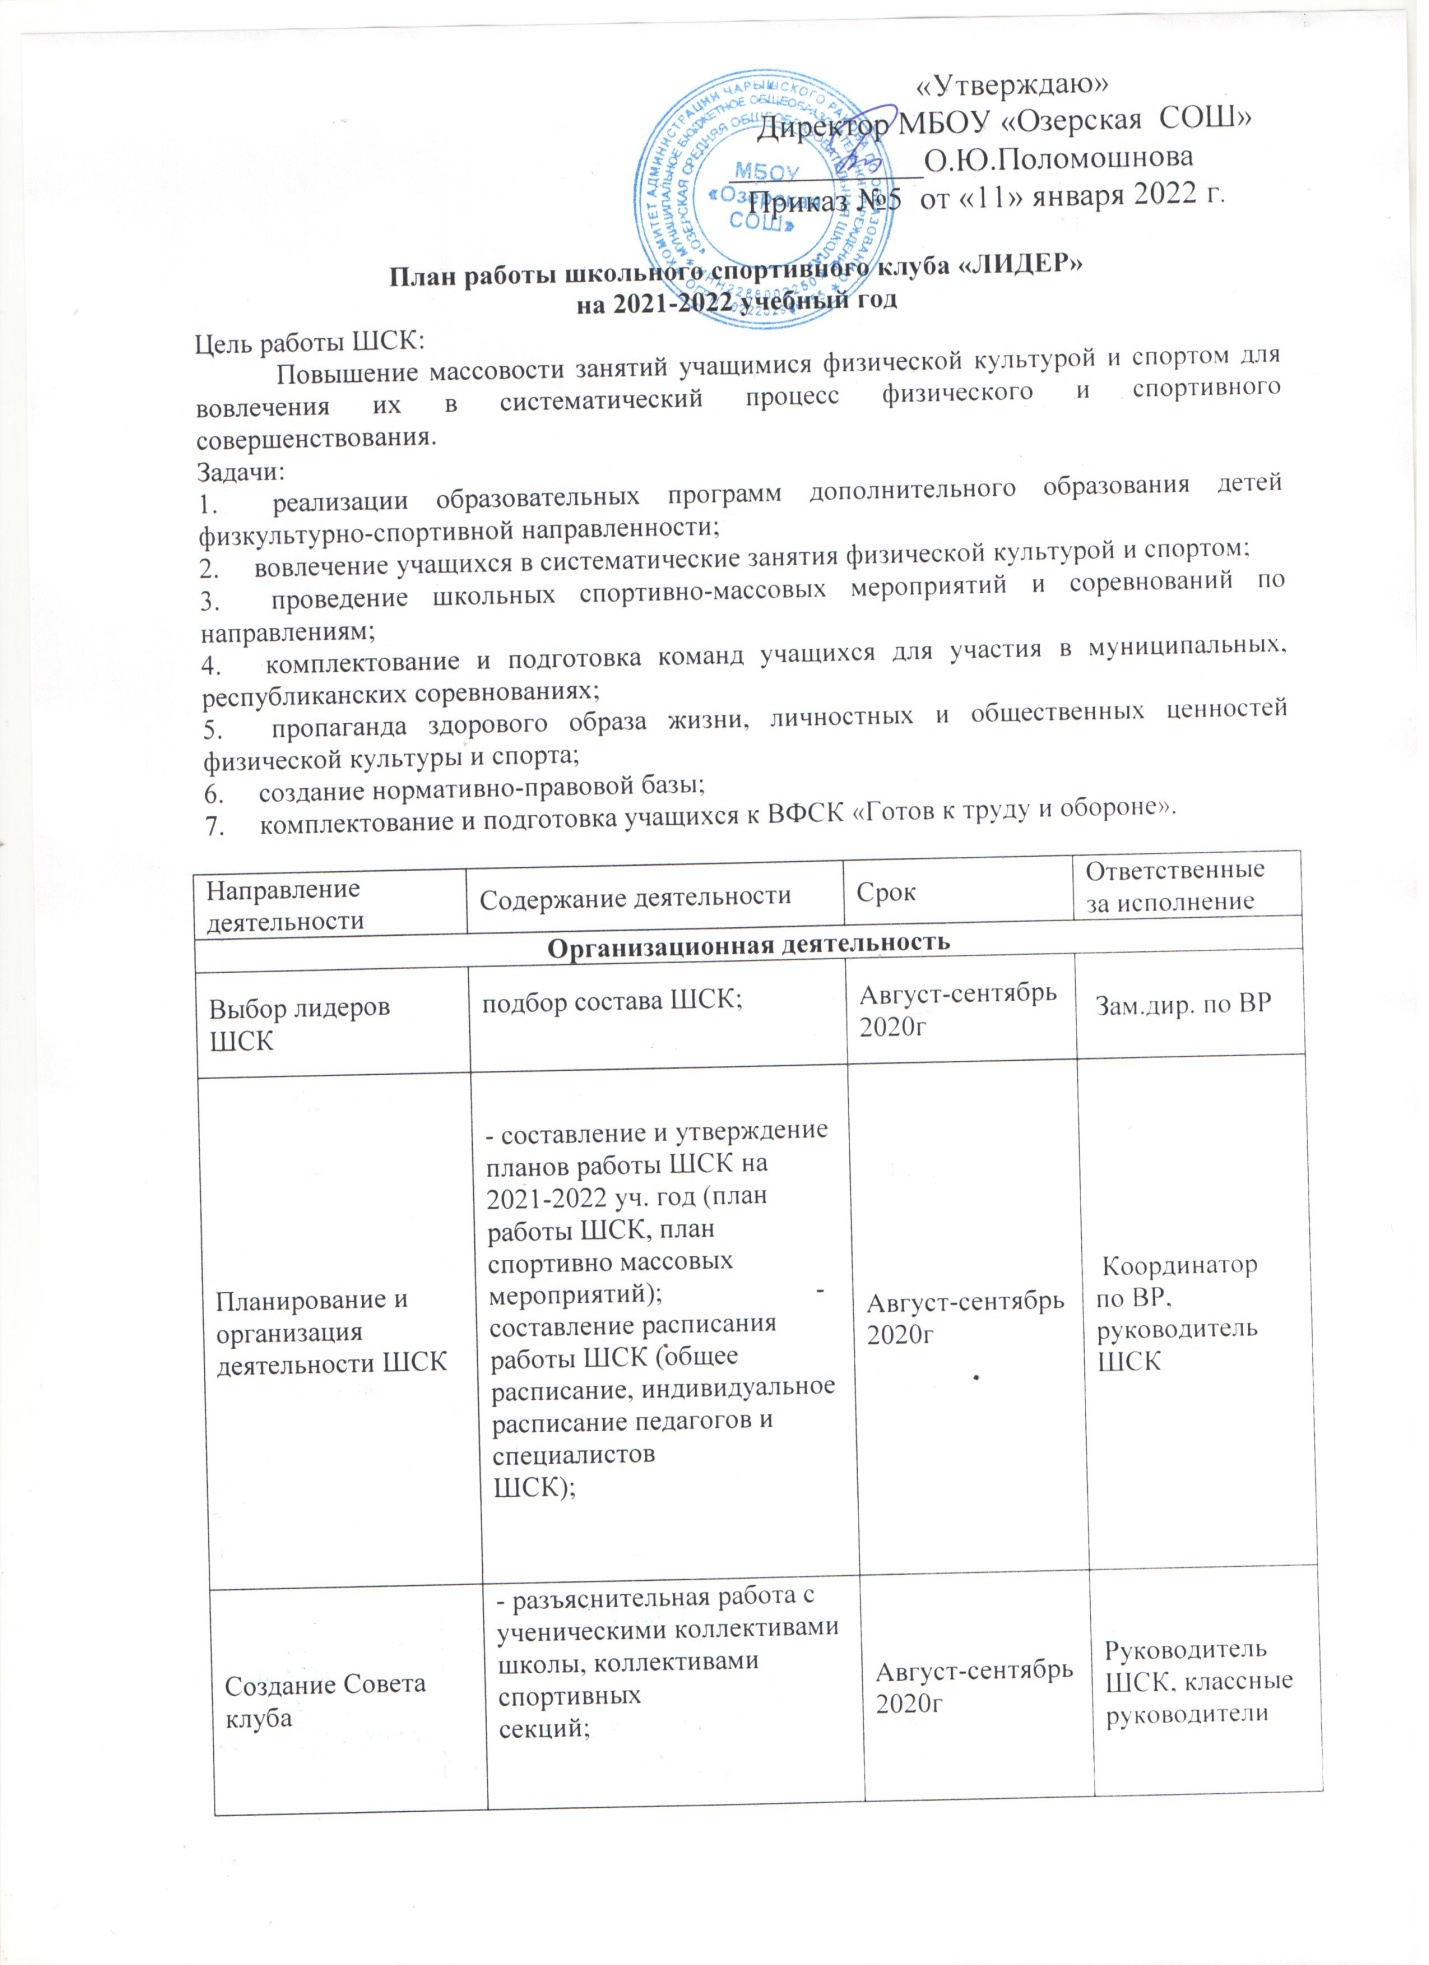 «Утверждаю»
Директор МБОУ «Озерская СОШ»
____________О.Ю.Поломошнова
Приказ №5 от «11» января 2022 г.
МБОУ
«Озерская
СОШ»
План работы школьного спортивного клуба «ЛИДЕР»
на 2021-2022 учебный год
Цель работы ШСК:
Повышение массовости занятий учащимися физической культурой и спортом для
вовлечения их в систематический процесс физического и спортивного
совершенствования.
Задачи:
1. реализации образовательных программ дополнительного образования детей
физкультурно-спортивной направленности;
2. вовлечение учащихся в систематические занятия физической культурой и спортом;
3. проведение школьных спортивно-массовых мероприятий и соревнований по
направлениям;
4. комплектование и подготовка команд учащихся для участия в муниципальных,
республиканских соревнованиях;
5. пропаганда здорового образа жизни, личностных и общественных ценностей
физической культуры и спорта;
6. создание нормативно-правовой базы;
7. комплектование и подготовка учащихся к ВФСК «Готов к труду и обороне».
Направление
деятельности
Содержание деятельности
Срок
Ответственные
за исполнение
Организационная деятельность
Выбор лидеров
ШСК
подбор состава ШСК;
Август-сентябрь
2020г
Зам.дир. по ВР
Планирование и
организация
деятельности ШСК
- составление и утверждение
планов работы ШСК на
2021-2022 уч. год (план
работы ШСК, план
спортивно массовых
мероприятий); -
составление расписания
работы ШСК (общее
расписание, индивидуальное
расписание педагогов и
специалистов
ШСК);
Август-сентябрь
2020г
Координатор
по ВР,
руководитель
ШСК
Создание Совета
клуба
- разъяснительная работа с
ученическими коллективами
школы, коллективами
спортивных
секций;
Август-сентябрь
2020г
Руководитель
ШСК, классные
руководители